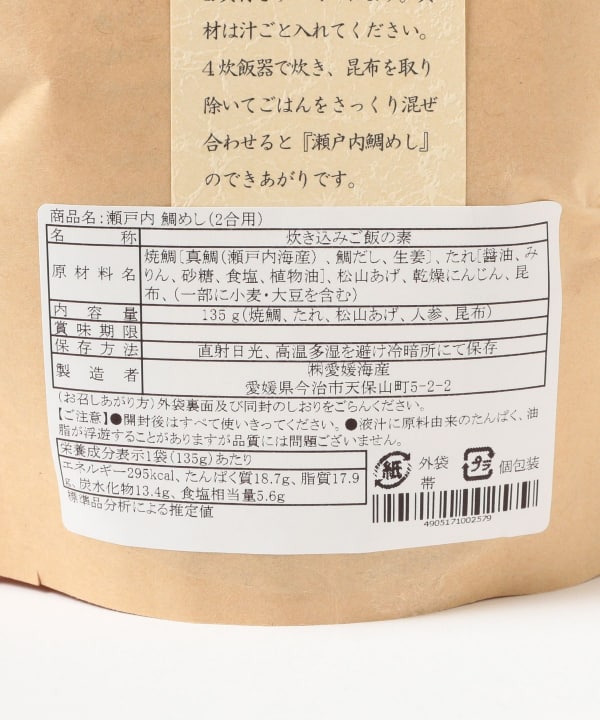 材は汁ごと入れてください。
4炊飯器で炊き、昆布を取り
除いてごはんをさっくり混ぜ
合わせると『瀬戸内鯛めし』
のできあがりです。
商品名:瀬戸内 鯛めし(2合用)
名称 炊き込みご飯の素
原材料名 焼鯛[真鯛(瀬戸内海産)、鯛だし、生姜]、たれ[醤油、み
りん、砂糖、食塩、植物油]、松山あげ、乾燥にんじん、昆
布、(一部に小麦・大豆を含む)
内容量 135g(焼鯛、たれ、松山あげ、人参、昆布)
賞味期限
保存方法 直射日光、高温多湿を避け冷暗所にて保存
製造者 ㈱愛媛海産
愛媛県今治市天保山町5-2-2
(お召しあがり方)外袋裏面及び同封のしおりをごらんください。
【ご注意】●開封後はすべて使いきってください。●液汁に原料由来のたんぱく、油
脂が浮遊することがありますが品質には問題ございません。
栄養成分表示1袋(135g)あたり
エネルギー295kcal、たんぱく質18.7g、脂質17.9
g、炭水化物13.4g、食塩相当量5.6g
標準品分析による推定値
紙 外袋 プラ 個包装
帯
4905171002579